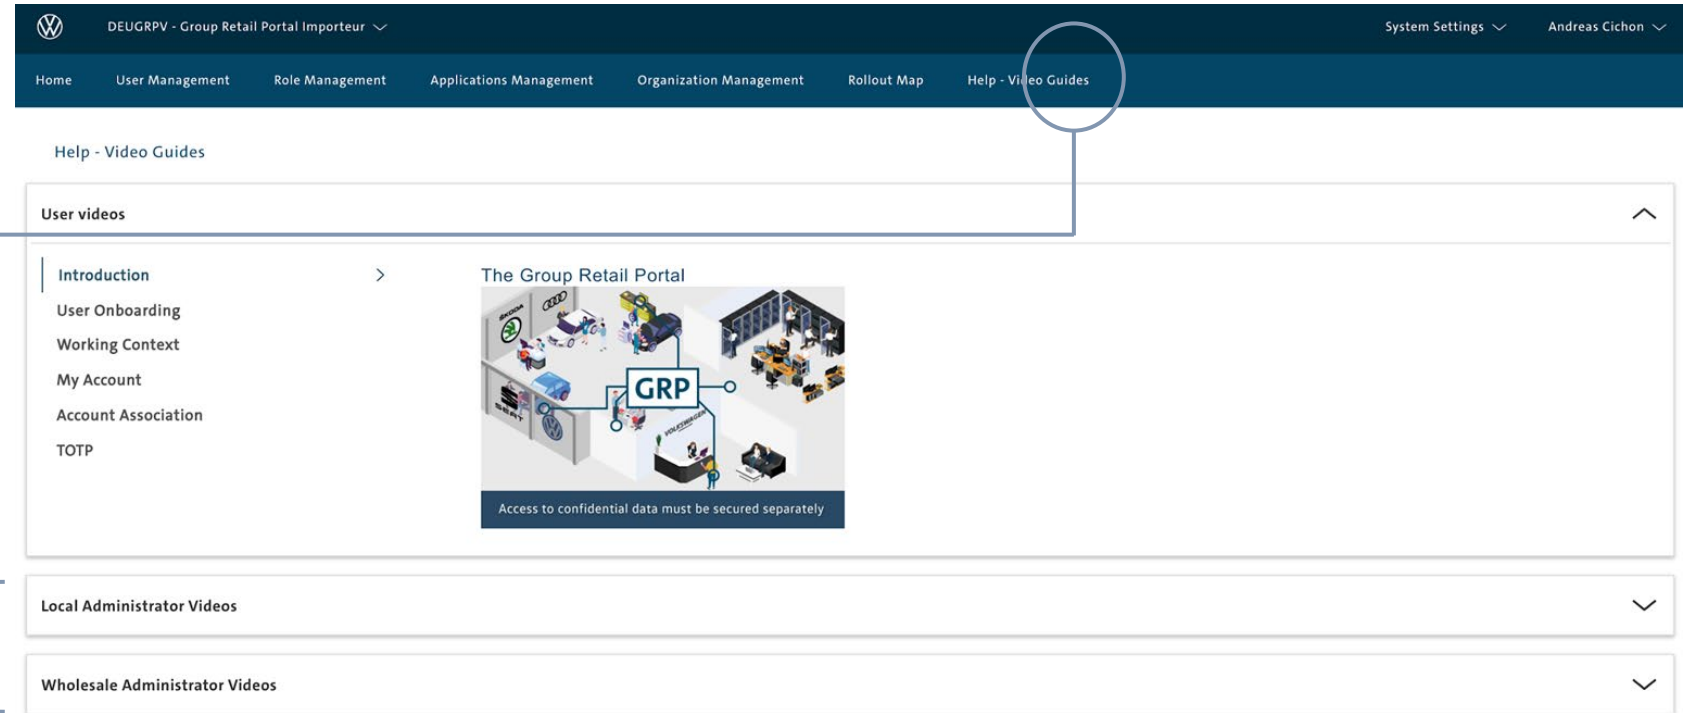 DEUGRPV - Group Retail Portal Importeur
System Settings
Andreas Cichon
Home User Management Role Management Applications Management Organization Management Rollout Map Help - Video Guides
Help - Video Guides
User videos
Introduction
User Onboarding
Working Context
My Account
Account Association
TOTP
The Group Retail Portal
ŠKODA
GRP
SEAT
VOLKSWAGEN
Access to confidential data must be secured separately
Local Administrator Videos
Wholesale Administrator Videos